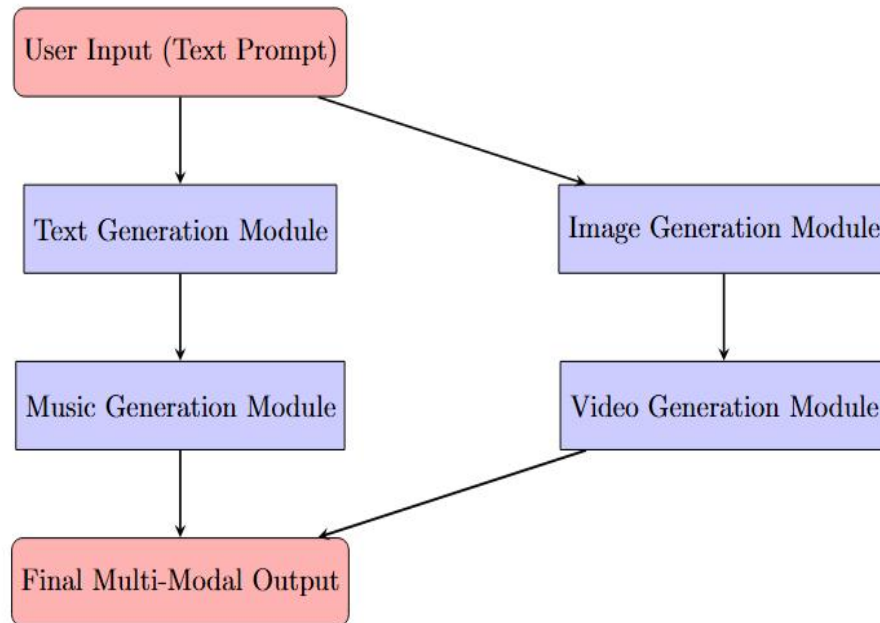 User Input (Text Prompt)
Text Generation Module
Image Generation Module
Music Generation Module
Video Generation Module
Final Multi-Modal Output